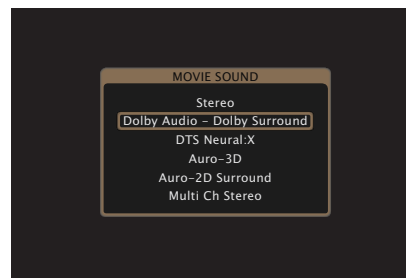 MOVIE SOUND
Stereo
Dolby Audio – Dolby Surround
DTS Neural:X
Auro-3D
Auro-2D Surround
Multi Ch Stereo